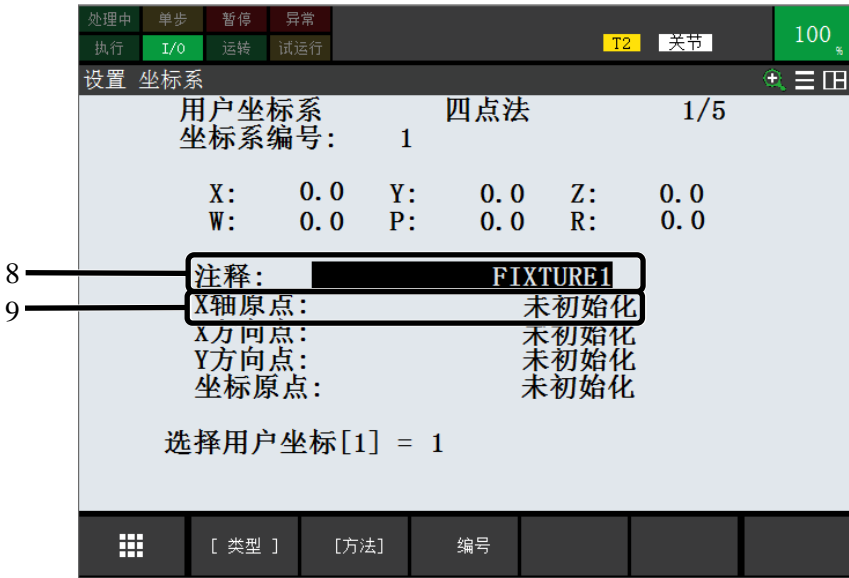 处理中 单步 暂停 异常
执行 I/O 运转 试运行 T2 关节 100 %
设置 坐标系
用户坐标系 四点法 1/5
坐标系编号: 1
X: 0.0 Y: 0.0 Z: 0.0
W: 0.0 P: 0.0 R: 0.0
8 注释: FIXTURE1
9 X轴原点: 未初始化
X方向点: 未初始化
Y方向点: 未初始化
坐标原点: 未初始化
选择用户坐标[1] = 1
[ 类型 ] [方法] 编号